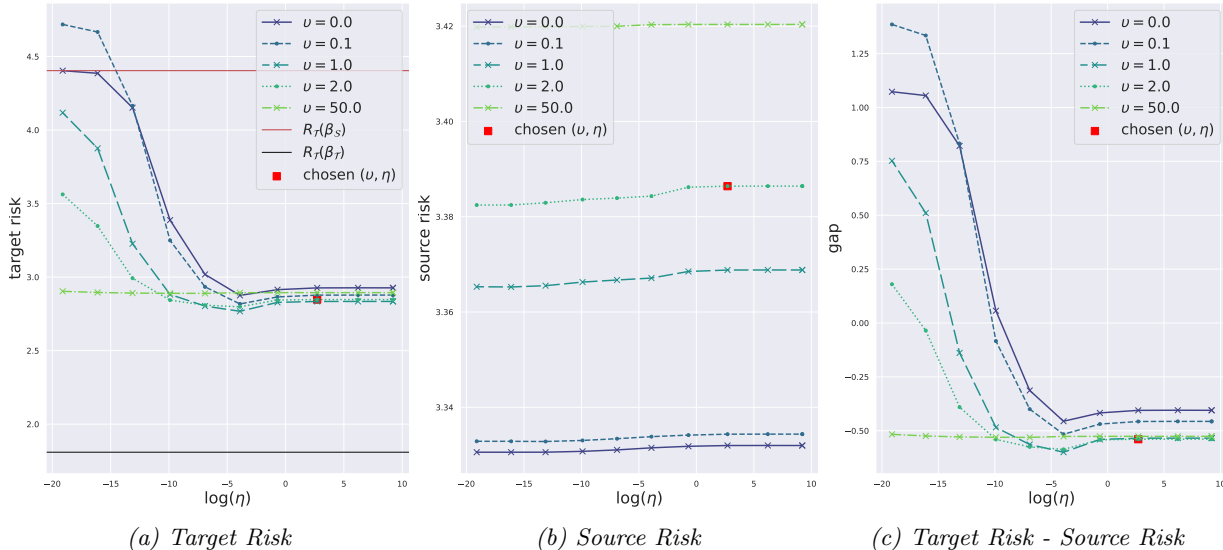 4.5
4.0
3.5
3.0
2.5
2.0
target risk
−20 −15 −10 −5 0 5 10
log(η)
υ = 0.0
υ = 0.1
υ = 1.0
υ = 2.0
υ = 50.0
R_T(β_S)
R_T(β_T)
chosen (υ, η)
(a) Target Risk
3.42
3.40
3.38
3.36
3.34
source risk
−20 −15 −10 −5 0 5 10
log(η)
υ = 0.0
υ = 0.1
υ = 1.0
υ = 2.0
υ = 50.0
chosen (υ, η)
(b) Source Risk
1.25
1.00
0.75
0.50
0.25
0.00
−0.25
−0.50
gap
−20 −15 −10 −5 0 5 10
log(η)
υ = 0.0
υ = 0.1
υ = 1.0
υ = 2.0
υ = 50.0
chosen (υ, η)
(c) Target Risk - Source Risk